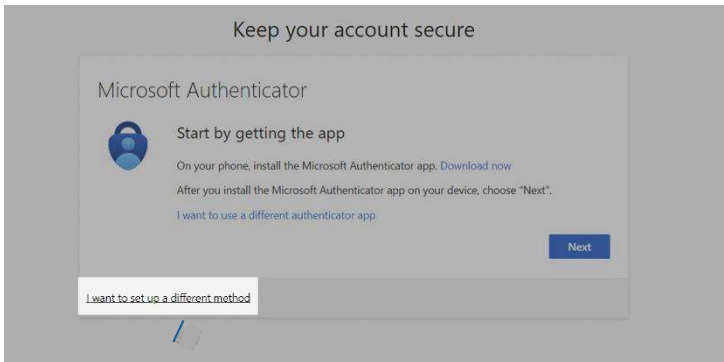 Keep your account secure
Microsoft Authenticator
Start by getting the app
On your phone, install the Microsoft Authenticator app. Download now
After you install the Microsoft Authenticator app on your device, choose "Next".
I want to use a different authenticator app
Next
I want to set up a different method